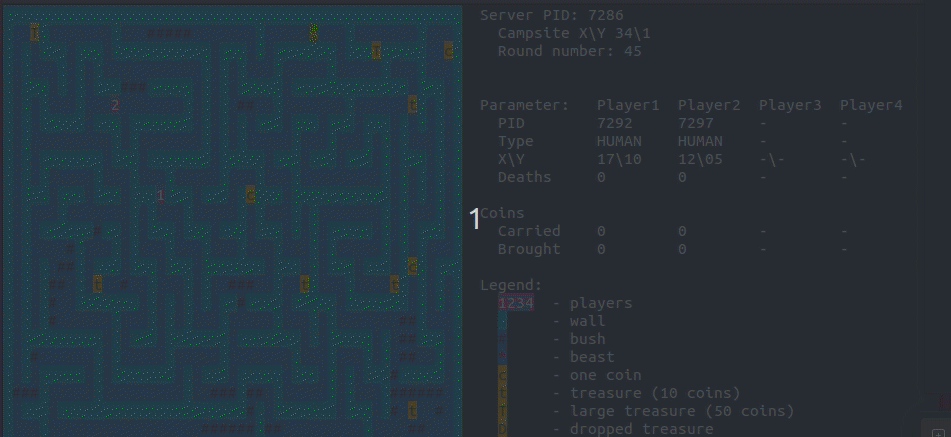 Server PID: 7286
Campsite X\Y 34\1
Round number: 45
Parameter: Player1 Player2 Player3 Player4
PID 7292 7297 - -
Type HUMAN HUMAN - -
X\Y 17\10 12\05 -\- -\-
Deaths 0 0 - -
1
Coins
Carried 0 0 - -
Brought 0 0 - -
Legend:
1234 - players
- wall
# - bush
* - beast
c - one coin
t - treasure (10 coins)
T - large treasure (50 coins)
D - dropped treasure
2
1